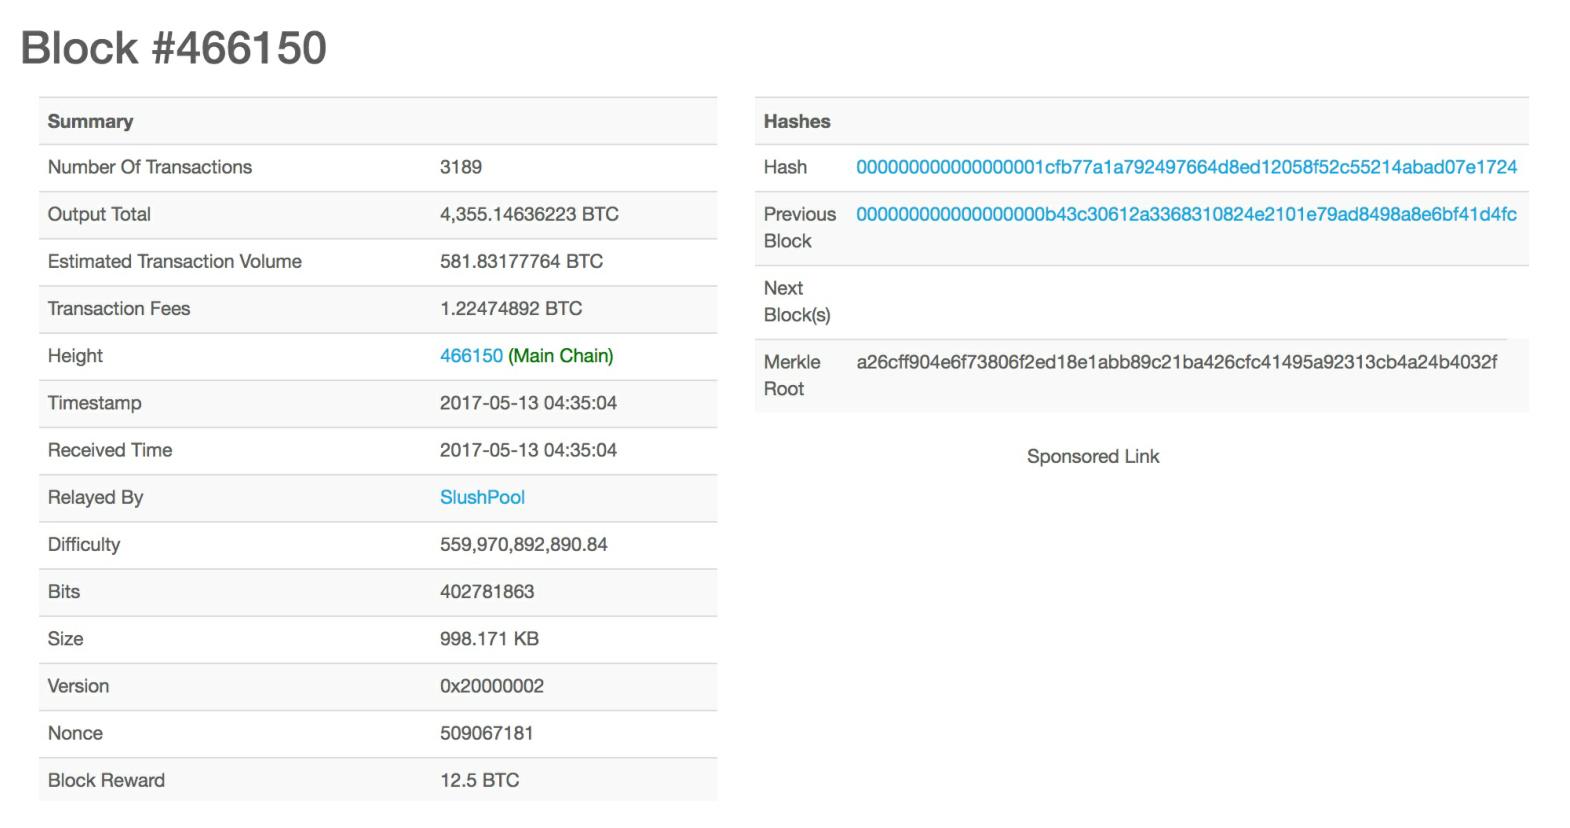 Block #466150
Summary
Number Of Transactions 3189
Output Total 4,355.14636223 BTC
Estimated Transaction Volume 581.83177764 BTC
Transaction Fees 1.22474892 BTC
Height 466150 (Main Chain)
Timestamp 2017-05-13 04:35:04
Received Time 2017-05-13 04:35:04
Relayed By SlushPool
Difficulty 559,970,892,890.84
Bits 402781863
Size 998.171 KB
Version 0x20000002
Nonce 509067181
Block Reward 12.5 BTC
Hashes
Hash 000000000000000001cfb77a1a792497664d8ed12058f52c55214abad07e1724
Previous 000000000000000000b43c30612a3368310824e2101e79ad8498a8e6bf41d4fc
Block
Next
Block(s)
Merkle a26cff904e6f73806f2ed18e1abb89c21ba426cfc41495a92313cb4a24b4032f
Root
Sponsored Link